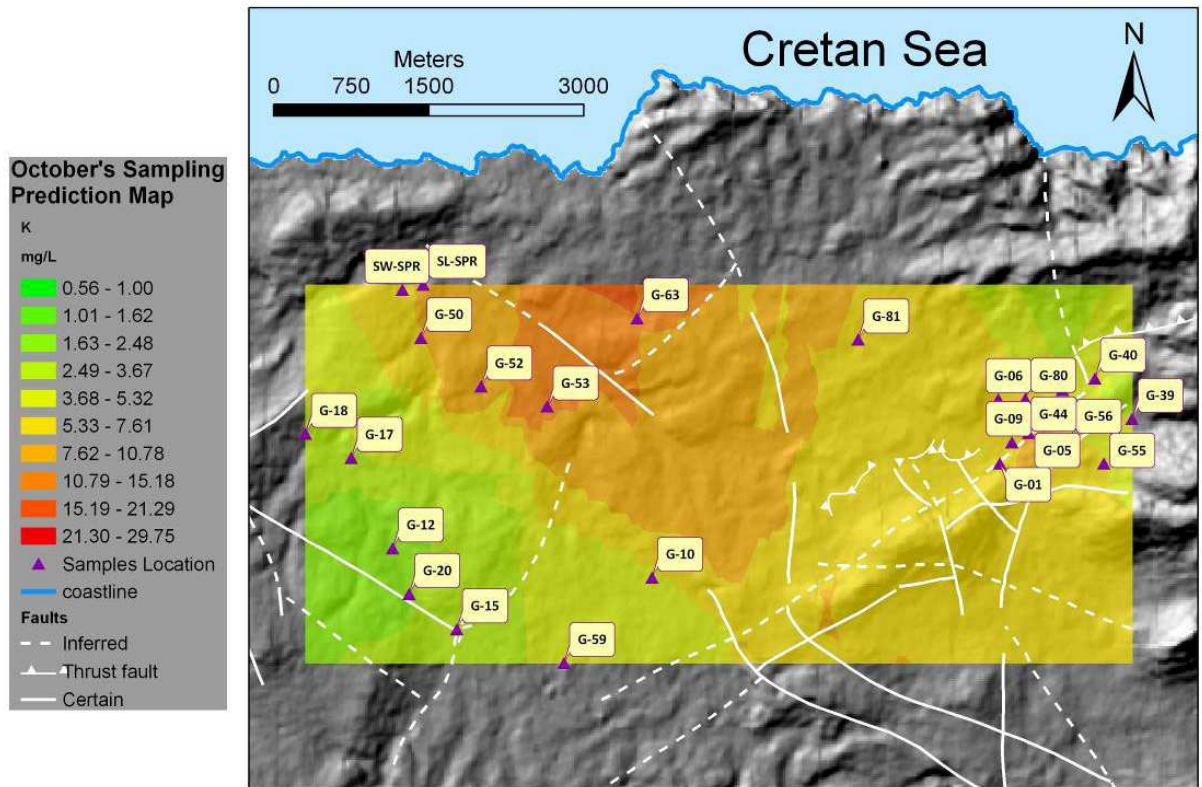 Cretan Sea
N
Meters
0 750 1500 3000
October's Sampling
Prediction Map
K
mg/L
0.56 - 1.00
1.01 - 1.62
1.63 - 2.48
2.49 - 3.67
3.68 - 5.32
5.33 - 7.61
7.62 - 10.78
10.79 - 15.18
15.19 - 21.29
21.30 - 29.75
Samples Location
coastline
Faults
Inferred
Thrust fault
Certain
SW-SPR
SL-SPR
G-63
G-50
G-81
G-52
G-40
G-53
G-06
G-80
G-39
G-18
G-09
G-44
G-56
G-17
G-05
G-55
G-01
G-12
G-10
G-20
G-15
G-59